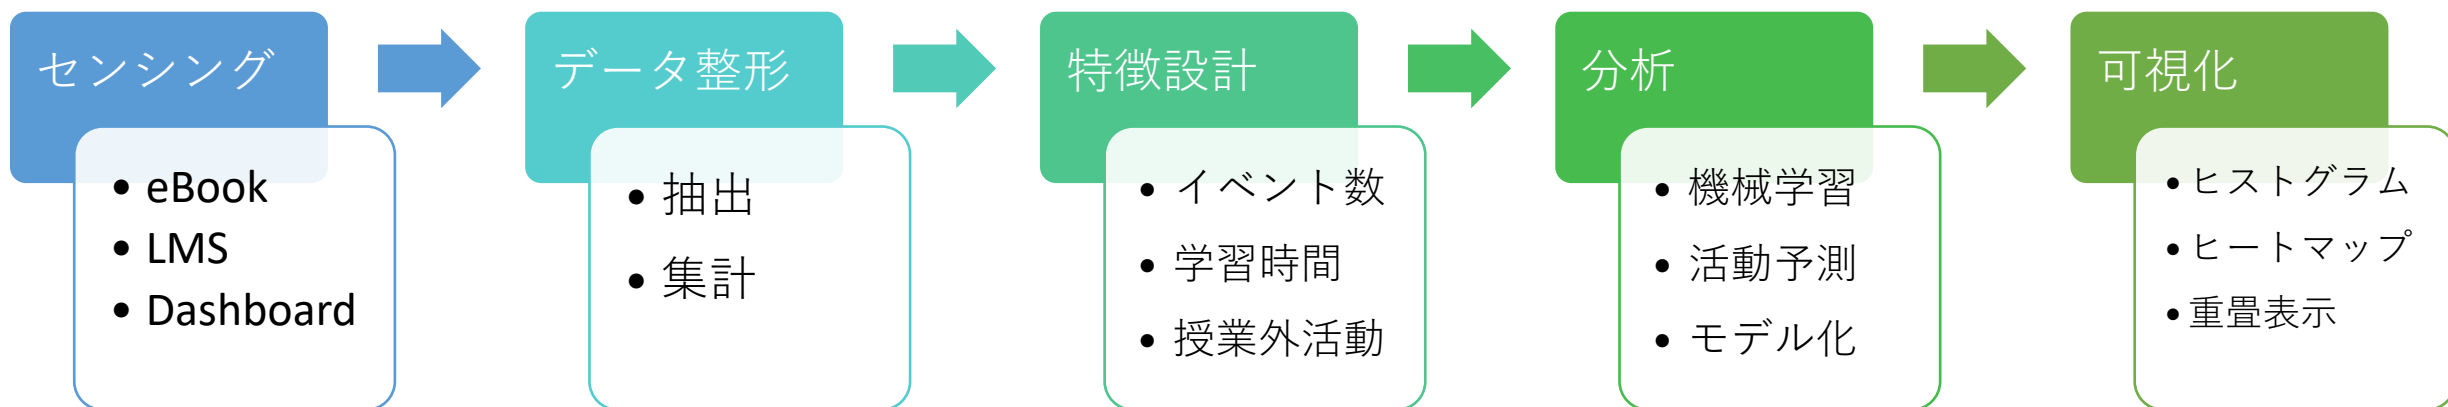 センシング
• eBook
• LMS
• Dashboard
データ整形
• 抽出
• 集計
特徴設計
• イベント数
• 学習時間
• 授業外活動
分析
• 機械学習
• 活動予測
• モデル化
可視化
• ヒストグラム
• ヒートマップ
• 重畳表示